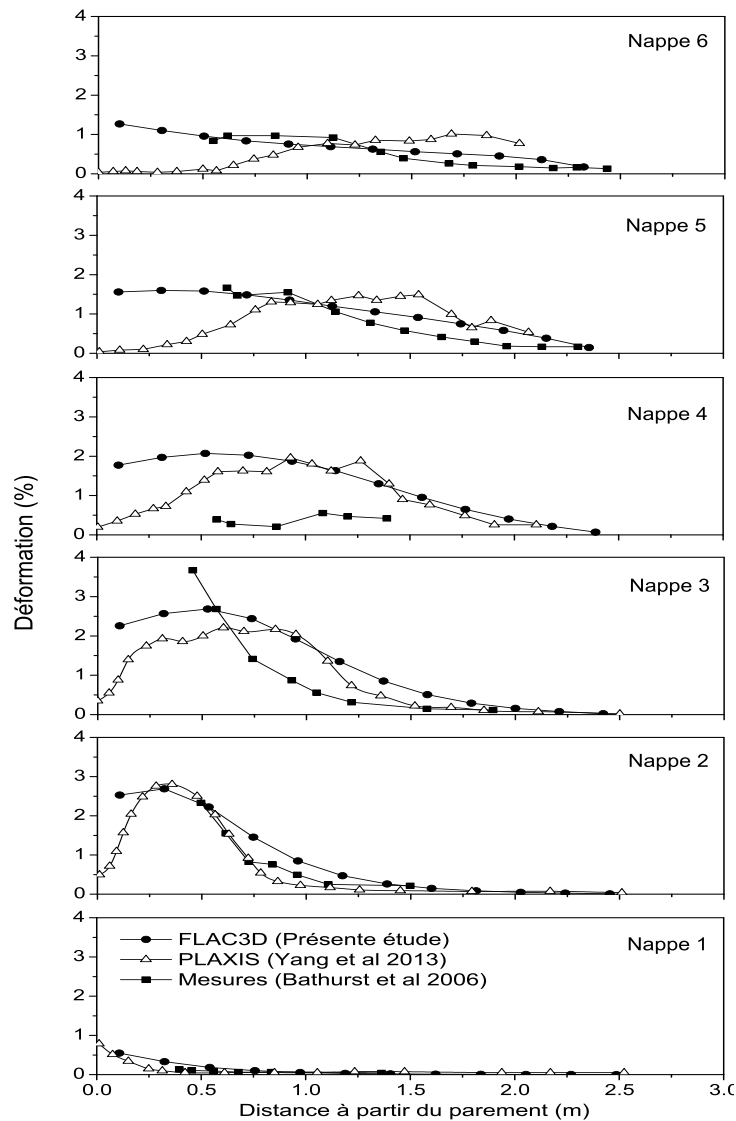 4
3
2
1
0
Nappe 6
4
3
2
1
0
Nappe 5
4
3
2
1
0
Nappe 4
4
3
2
1
0
Nappe 3
4
3
2
1
0
Nappe 2
4
3
2
1
0
Nappe 1
FLAC3D (Présente étude)
PLAXIS (Yang et al 2013)
Mesures (Bathurst et al 2006)
0.0 0.5 1.0 1.5 2.0 2.5 3.0
Distance à partir du parement (m)
Déformation (%)